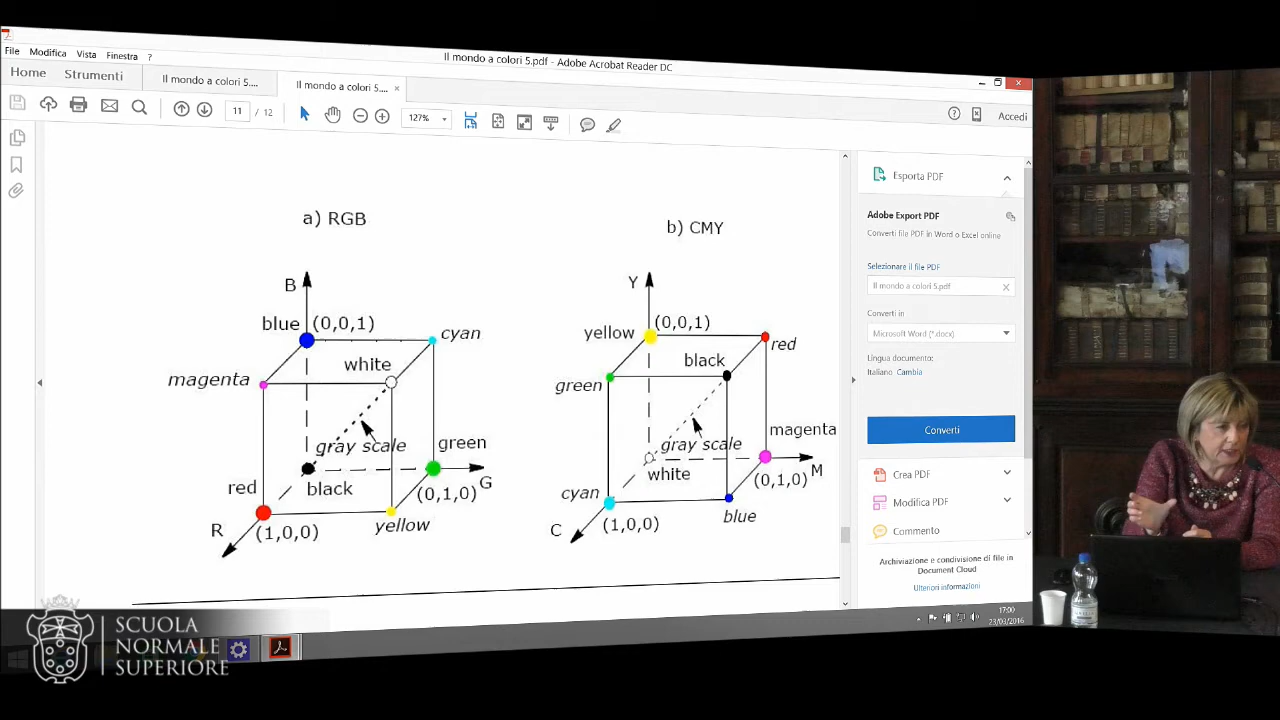 Il mondo a colori 5.pdf - Adobe Acrobat Reader DC
File Modifica Vista Finestra ?
Home Strumenti Il mondo a colori 5.... Il mondo a colori 5.... ×
11 / 12 127% Accedi
a) RGB
B
blue (0,0,1)
cyan
white
magenta
gray scale
green
G
(0,1,0)
red
black
yellow
R
(1,0,0)
b) CMY
Y
yellow (0,0,1)
red
black
green
magenta
gray scale
M
white
(0,1,0)
cyan
blue
C
(1,0,0)
Esporta PDF
Adobe Export PDF
Converti file PDF in Word o Excel online
Selezionare il file PDF
Il mondo a colori 5.pdf ×
Converti in
Microsoft Word (*.docx)
Lingua documento:
Italiano Cambia
Converti
Crea PDF
Modifica PDF
Commento
Archiviazione e condivisione di file in
Document Cloud
Ulteriori informazioni
17:00
23/03/2016
SCUOLA
NORMALE
SUPERIORE